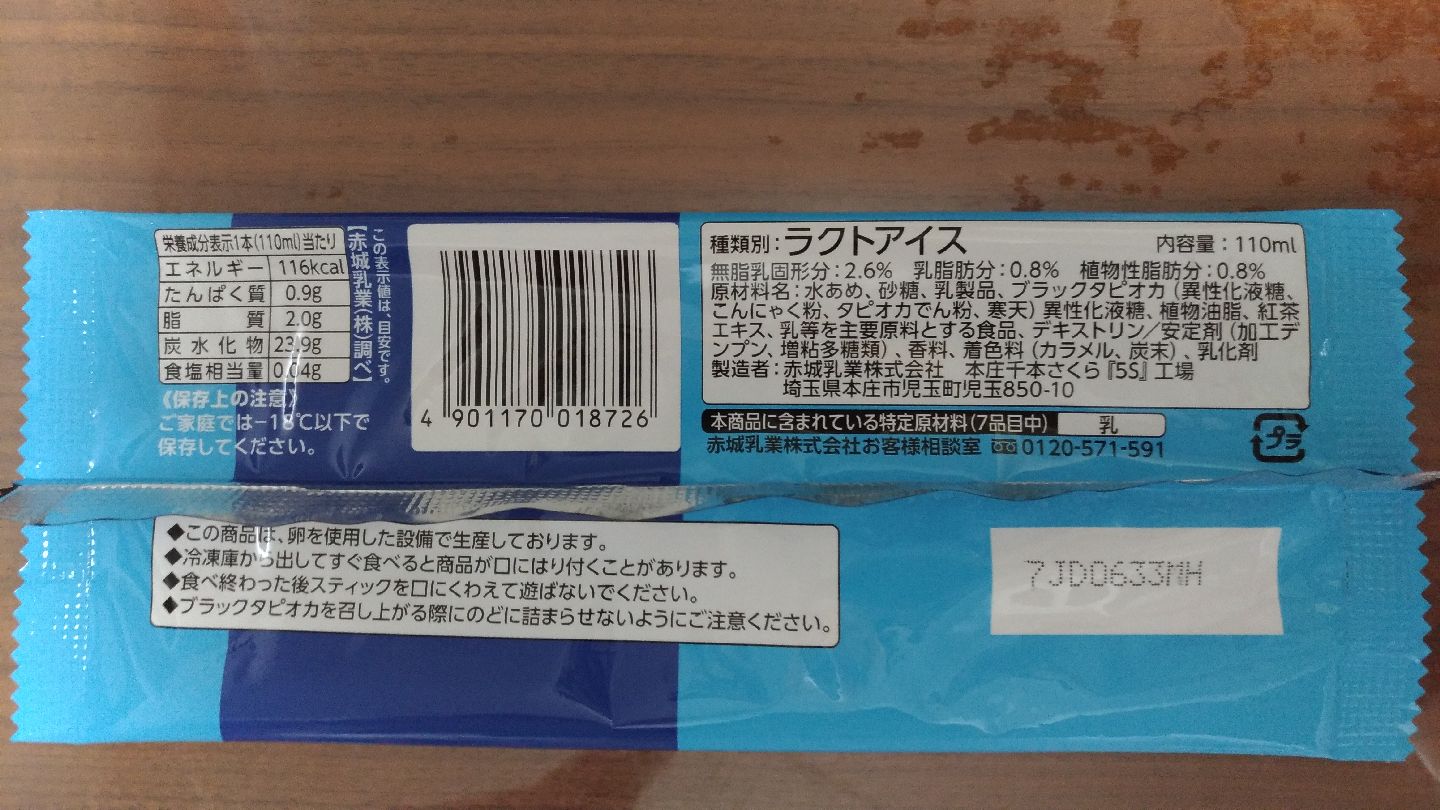 栄養成分表示1本(110ml)当たり
エネルギー 116kcal
たんぱく質 0.9g
脂質 2.0g
炭水化物 23.9g
食塩相当量 0.04g
この表示値は、目安です。
【赤城乳業(株)調べ】
《保存上の注意》
ご家庭では-18℃以下で
保存してください。
4 901170 018726
種類別:ラクトアイス 内容量:110ml
無脂乳固形分:2.6% 乳脂肪分:0.8% 植物性脂肪分:0.8%
原材料名:水あめ、砂糖、乳製品、ブラックタピオカ(異性化液糖、
こんにゃく粉、タピオカでん粉、寒天)異性化液糖、植物油脂、紅茶
エキス、乳等を主要原料とする食品、デキストリン/安定剤(加工デ
ンプン、増粘多糖類)、香料、着色料(カラメル、炭末)、乳化剤
製造者:赤城乳業株式会社 本庄千本さくら『5S』工場
埼玉県本庄市児玉町児玉850-10
本商品に含まれている特定原材料(7品目中) 乳
赤城乳業株式会社お客様相談室 0120-571-591
プラ
◆この商品は、卵を使用した設備で生産しております。
◆冷凍庫から出してすぐ食べると商品が口にはり付くことがあります。
◆食べ終わった後スティックを口にくわえて遊ばないでください。
◆ブラックタピオカを召し上がる際にのどに詰まらせないようにご注意ください。
7JD0633MH